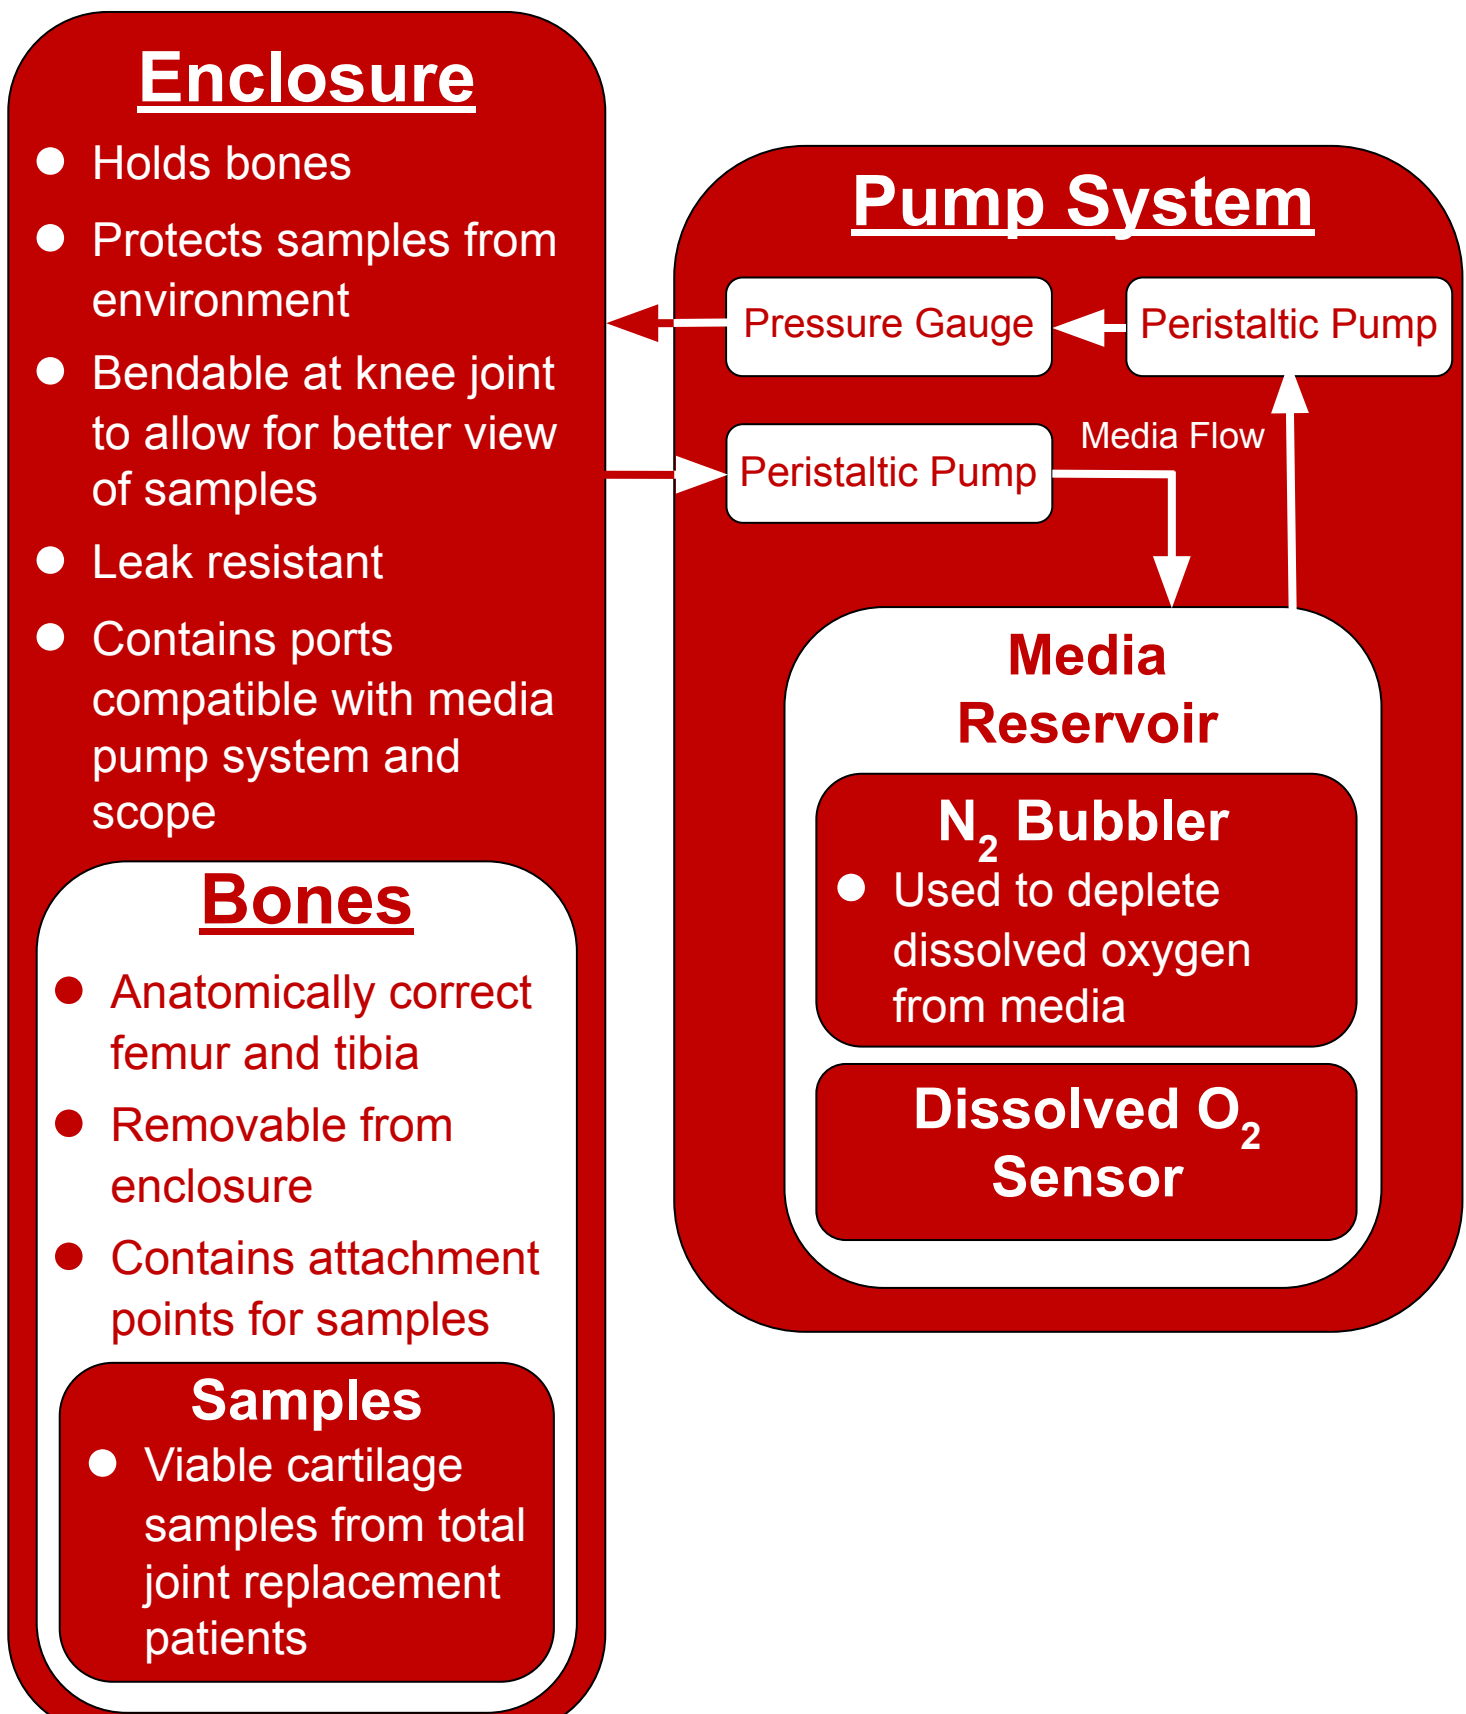 Enclosure
● Holds bones
● Protects samples from
environment
● Bendable at knee joint
to allow for better view
of samples
● Leak resistant
● Contains ports
compatible with media
pump system and
scope
Bones
● Anatomically correct
femur and tibia
● Removable from
enclosure
● Contains attachment
points for samples
Samples
● Viable cartilage
samples from total
joint replacement
patients
Pump System
Pressure Gauge
Peristaltic Pump
Peristaltic Pump
Media Flow
Media
Reservoir
N₂ Bubbler
● Used to deplete
dissolved oxygen
from media
Dissolved O₂
Sensor